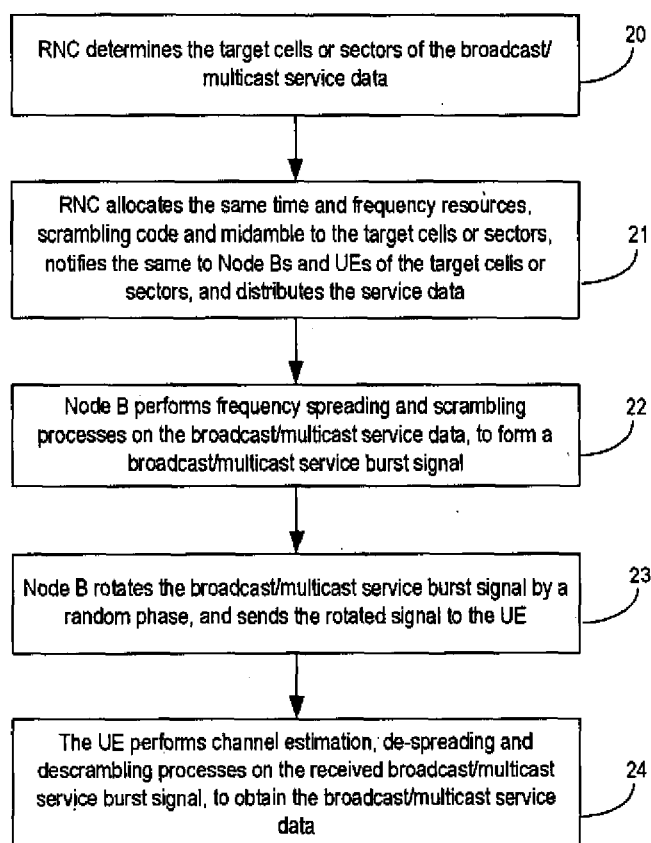 RNC determines the target cells or sectors of the broadcast/
multicast service data
20
RNC allocates the same time and frequency resources,
scrambling code and midamble to the target cells or sectors,
notifies the same to Node Bs and UEs of the target cells or
sectors, and distributes the service data
21
Node B performs frequency spreading and scrambling
processes on the broadcast/multicast service data, to form a
broadcast/multicast service burst signal
22
Node B rotates the broadcast/multicast service burst signal by a
random phase, and sends the rotated signal to the UE
23
The UE performs channel estimation, de-spreading and
descrambling processes on the received broadcast/multicast
service burst signal, to obtain the broadcast/multicast service
data
24